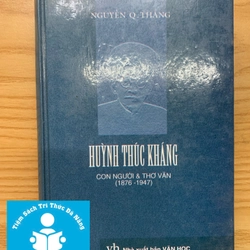 NGUYỄN Q. THẮNG
HUỲNH THÚC KHÁNG
CON NGƯỜI & THƠ VĂN
(1876 -1947)
vh Nhà xuất bản VĂN HỌC
Tiệm Sách Tri Thức Đà Nẵng